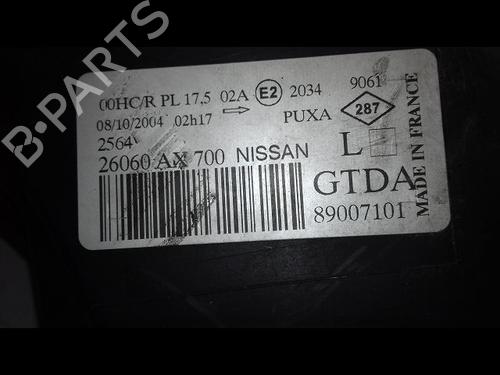 B-PARTS
00HC/R PL 17,5 02A E2 2034 9061
08/10/2004 02h17 PUXA 287
2564
26060 AX 700 NISSAN L
GTDA
89007101
MADE IN FRANCE